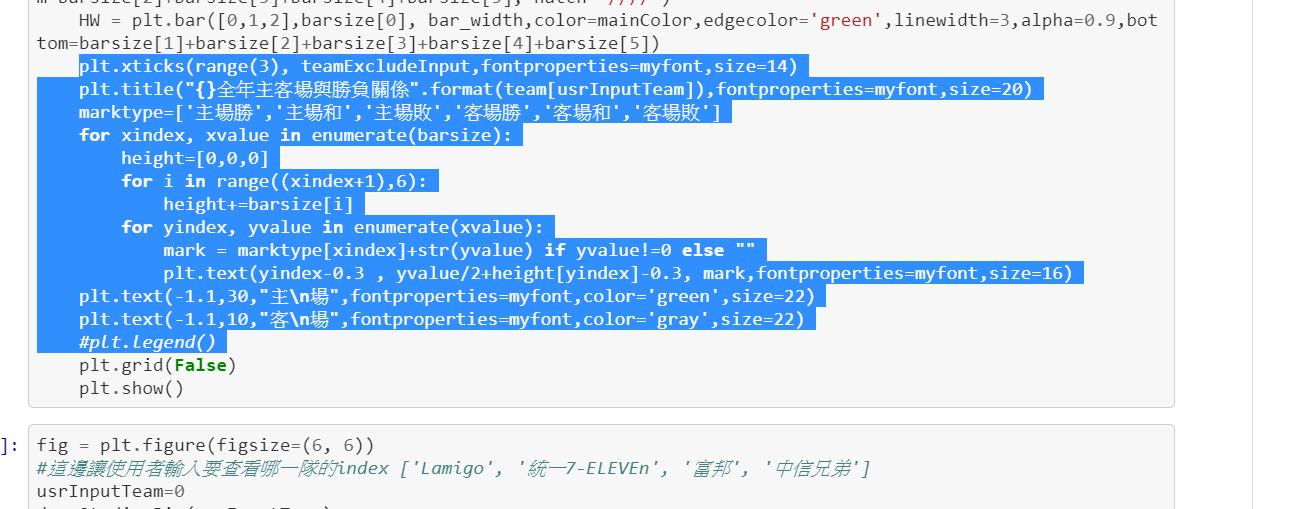 HW = plt.bar([0,1,2],barsize[0], bar_width,color=mainColor,edgecolor='green',linewidth=3,alpha=0.9,bot
tom=barsize[1]+barsize[2]+barsize[3]+barsize[4]+barsize[5])
    plt.xticks(range(3), teamExcludeInput,fontproperties=myfont,size=14)
    plt.title("{}全年主客場與勝負關係".format(team[usrInputTeam]),fontproperties=myfont,size=20)
    marktype=['主場勝','主場和','主場敗','客場勝','客場和','客場敗']
    for xindex, xvalue in enumerate(barsize):
        height=[0,0,0]
        for i in range((xindex+1),6):
            height+=barsize[i]
        for yindex, yvalue in enumerate(xvalue):
            mark = marktype[xindex]+str(yvalue) if yvalue!=0 else ""
            plt.text(yindex-0.3 , yvalue/2+height[yindex]-0.3, mark,fontproperties=myfont,size=16)
    plt.text(-1.1,30,"主\n場",fontproperties=myfont,color='green',size=22)
    plt.text(-1.1,10,"客\n場",fontproperties=myfont,color='gray',size=22)
    #plt.legend()
    plt.grid(False)
    plt.show()
]: fig = plt.figure(figsize=(6, 6))
#這邊讓使用者輸入要查看哪一隊的index ['Lamigo', '統一7-ELEVEn', '富邦', '中信兄弟']
usrInputTeam=0